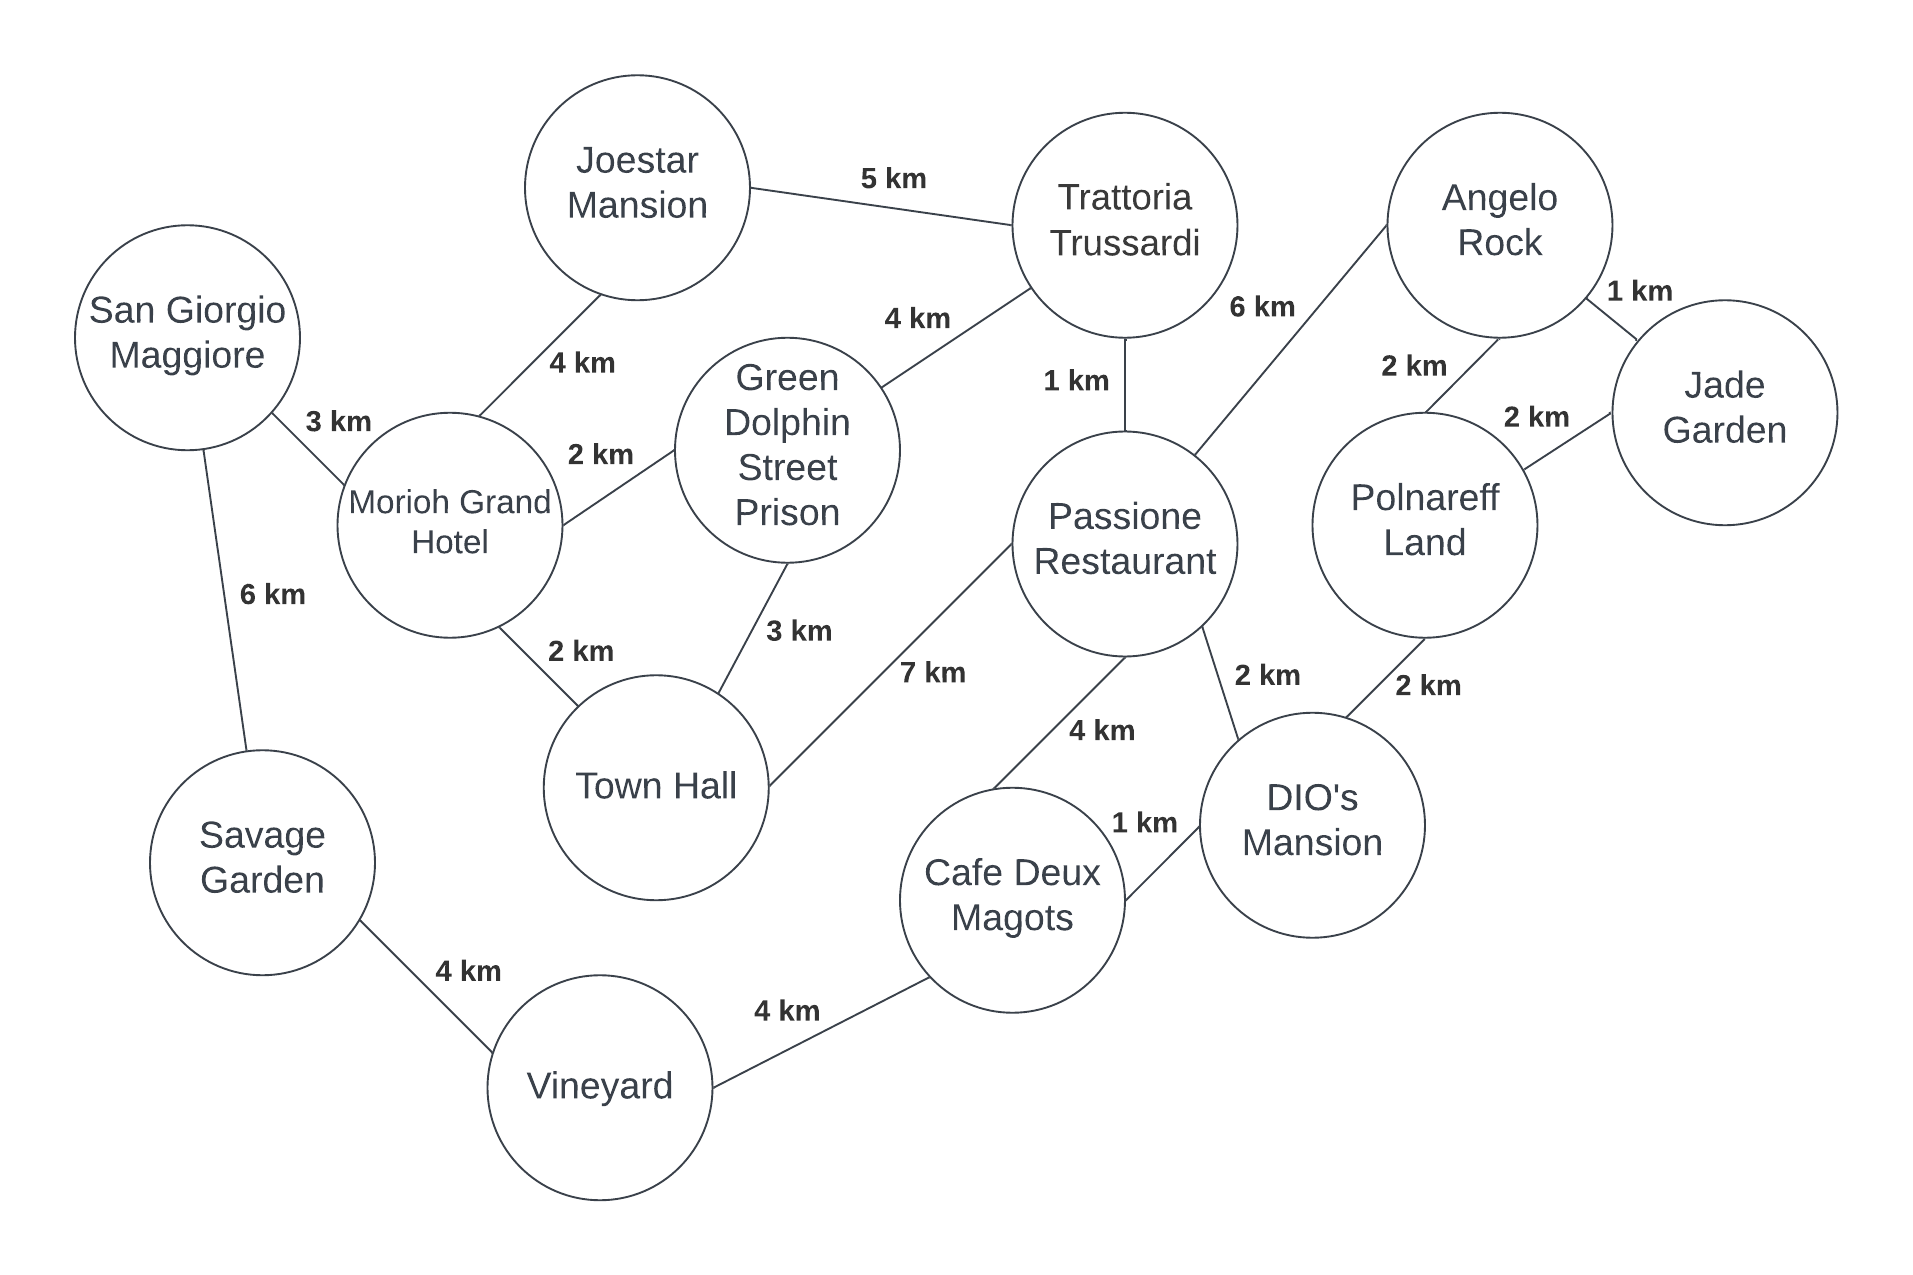 Joestar
Mansion
5 km
Trattoria
Trussardi
Angelo
Rock
San Giorgio
Maggiore
6 km
1 km
4 km
4 km
1 km
2 km
Jade
Garden
Green
Dolphin
Street
Prison
3 km
2 km
2 km
Morioh Grand
Hotel
Passione
Restaurant
Polnareff
Land
6 km
2 km
3 km
7 km
2 km
2 km
4 km
Town Hall
1 km
DIO's
Mansion
Savage
Garden
Cafe Deux
Magots
4 km
4 km
Vineyard